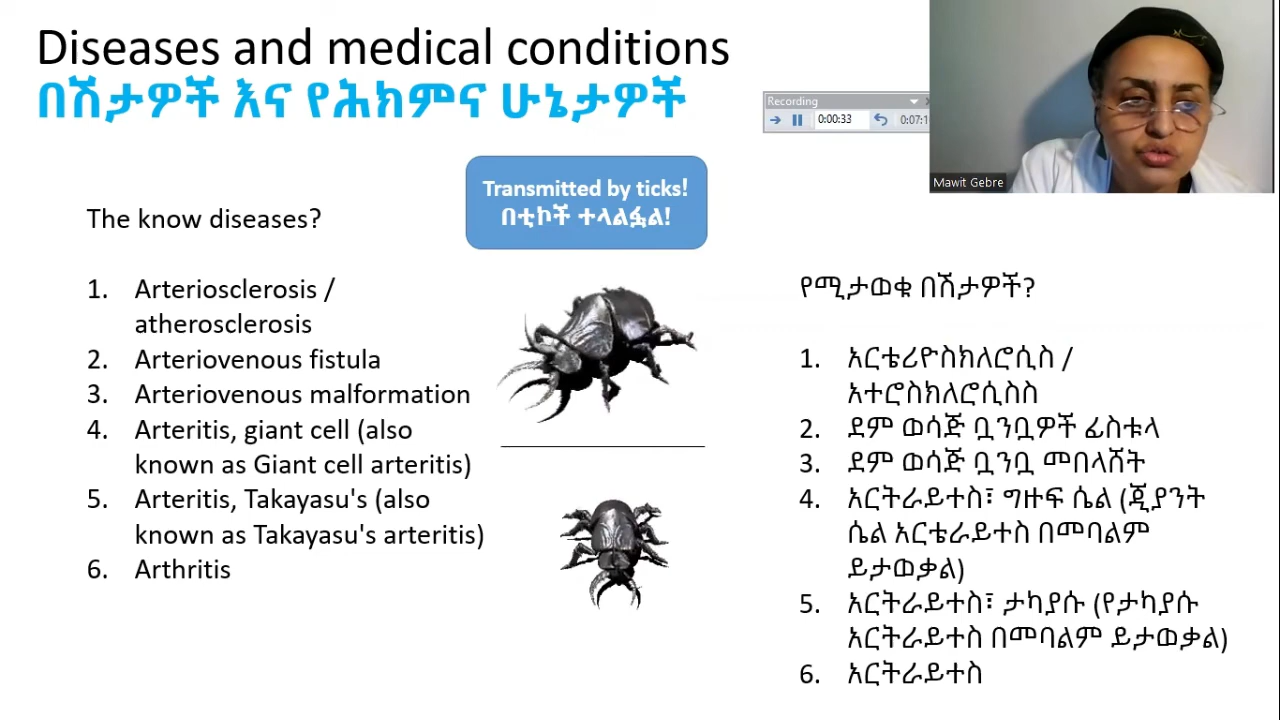 Diseases and medical conditions
በሽታዎች እና የሕክምና ሁኔታዎች
Recording
0:00:33
0:07:1
Mawit Gebre
Transmitted by ticks!
በቲኮች ተላልፏል!
The know diseases?
1. Arteriosclerosis /
atherosclerosis
2. Arteriovenous fistula
3. Arteriovenous malformation
4. Arteritis, giant cell (also
known as Giant cell arteritis)
5. Arteritis, Takayasu's (also
known as Takayasu's arteritis)
6. Arthritis
የሚታወቁ በሽታዎች?
1. አርቴሪዮስክለሮሲስ /
አተሮስክለሮሲስስ
2. ደም ወሳጅ ቧንቧዎች ፊስቱላ
3. ደም ወሳጅ ቧንቧ መበላሸት
4. አርትራይተስ፣ ግዙፍ ሴል (ጂያንት
ሴል አርቴራይተስ በመባልም
ይታወቃል)
5. አርትራይተስ፣ ታካያሱ (የታካያሱ
አርትራይተስ በመባልም ይታወቃል)
6. አርትራይተስ